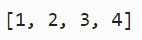 [1, 2, 3, 4]